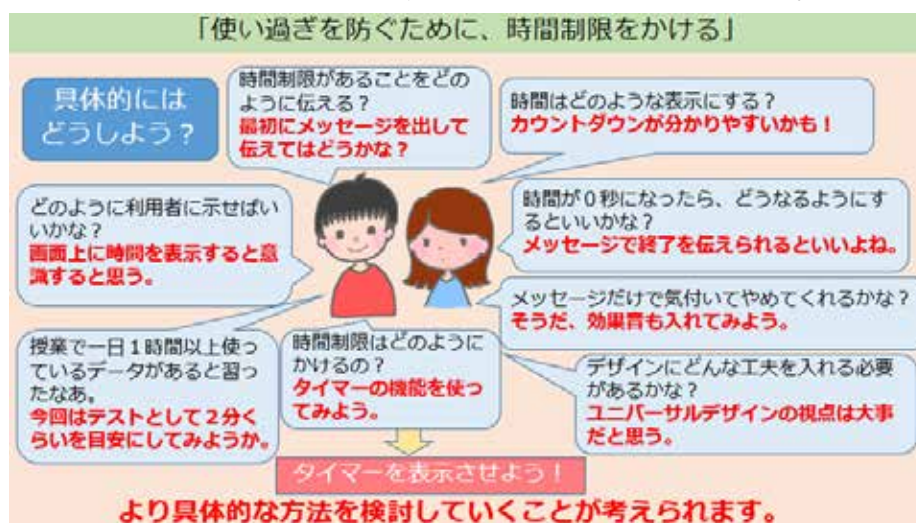 「使い過ぎを防ぐために、時間制限をかける」
具体的には
どうしよう？
時間制限があることをどの
ように伝える？
最初にメッセージを出して
伝えてはどうかな？
時間はどのような表示にする？
カウントダウンが分かりやすいかも！
どのように利用者に示せばい
いかな？
画面上に時間を表示すると意
識すると思う。
時間が０秒になったら、どうなるようにす
るといいかな？
メッセージで終了を伝えられるといいよね。
メッセージだけで気付いてやめてくれるかな？
そうだ、効果音も入れてみよう。
授業で一日１時間以上使っ
ているデータがあると習っ
たなあ。
今回はテストとして２分く
らいを目安にしてみようか。
時間制限はどのように
かけるの？
タイマーの機能を使っ
てみよう。
デザインにどんな工夫を入れる必要
があるかな？
ユニバーサルデザインの視点は大事
だと思う。
タイマーを表示させよう！
より具体的な方法を検討していくことが考えられます。